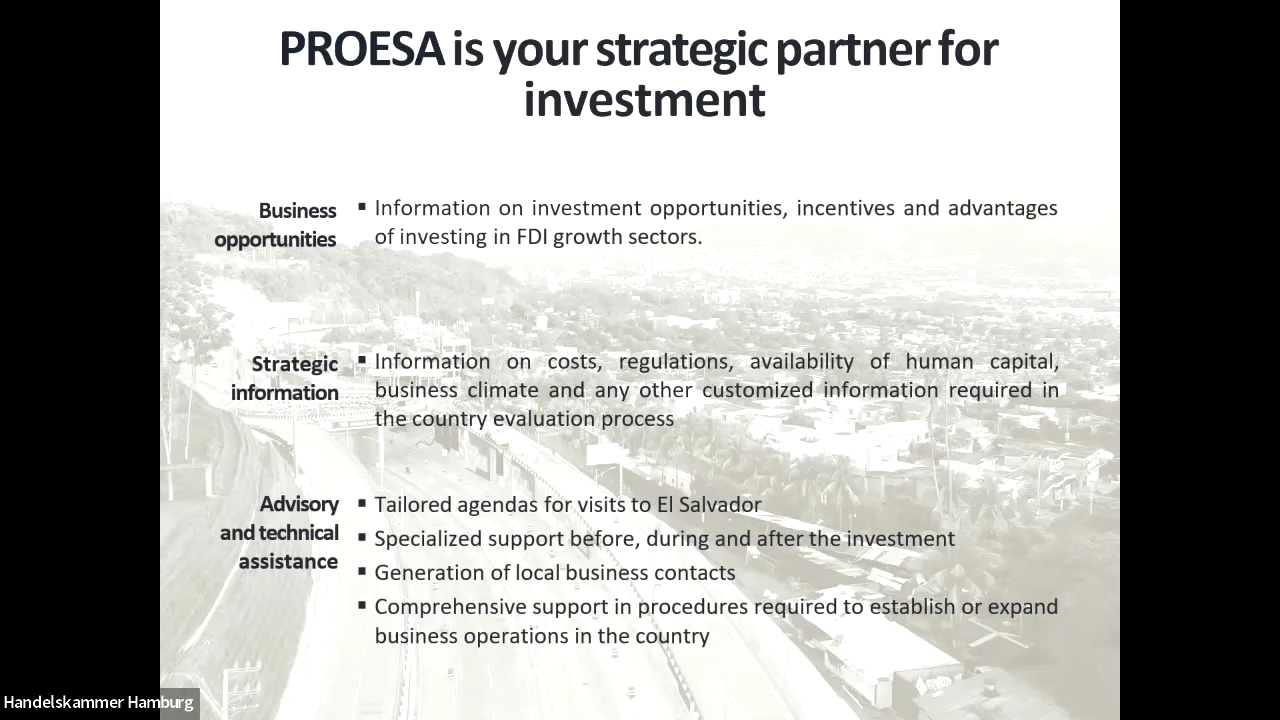 PROESA is your strategic partner for
investment
Business
opportunities
▪ Information on investment opportunities, incentives and advantages
of investing in FDI growth sectors.
Strategic
information
▪ Information on costs, regulations, availability of human capital,
business climate and any other customized information required in
the country evaluation process
Advisory
and technical
assistance
▪ Tailored agendas for visits to El Salvador
▪ Specialized support before, during and after the investment
▪ Generation of local business contacts
▪ Comprehensive support in procedures required to establish or expand
business operations in the country
Handelskammer Hamburg